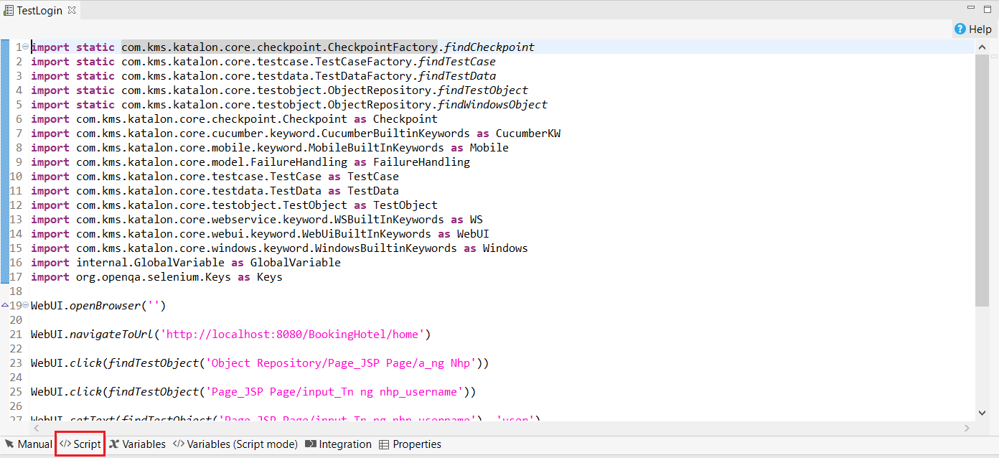 TestLogin
Help
1 import static com.kms.katalon.core.checkpoint.CheckpointFactory.findCheckpoint
2 import static com.kms.katalon.core.testcase.TestCaseFactory.findTestCase
3 import static com.kms.katalon.core.testdata.TestDataFactory.findTestData
4 import static com.kms.katalon.core.testobject.ObjectRepository.findTestObject
5 import static com.kms.katalon.core.testobject.ObjectRepository.findWindowsObject
6 import com.kms.katalon.core.checkpoint.Checkpoint as Checkpoint
7 import com.kms.katalon.core.cucumber.keyword.CucumberBuiltinKeywords as CucumberKW
8 import com.kms.katalon.core.mobile.keyword.MobileBuiltInKeywords as Mobile
9 import com.kms.katalon.core.model.FailureHandling as FailureHandling
10 import com.kms.katalon.core.testcase.TestCase as TestCase
11 import com.kms.katalon.core.testdata.TestData as TestData
12 import com.kms.katalon.core.testobject.TestObject as TestObject
13 import com.kms.katalon.core.webservice.keyword.WSBuiltInKeywords as WS
14 import com.kms.katalon.core.webui.keyword.WebUiBuiltInKeywords as WebUI
15 import com.kms.katalon.core.windows.keyword.WindowsBuiltinKeywords as Windows
16 import internal.GlobalVariable as GlobalVariable
17 import org.openqa.selenium.Keys as Keys
18
19 WebUI.openBrowser('')
20
21 WebUI.navigateToUrl('http://localhost:8080/BookingHotel/home')
22
23 WebUI.click(findTestObject('Object Repository/Page_JSP Page/a_ng Nhp'))
24
25 WebUI.click(findTestObject('Page_JSP Page/input_Tn ng nhp_username'))
26
27 WebUI.setText(findTestObject('Page_JSP Page/input_Tn ng nhp_username'), 'user')
Manual </> Script Variables </> Variables (Script mode) Integration Properties